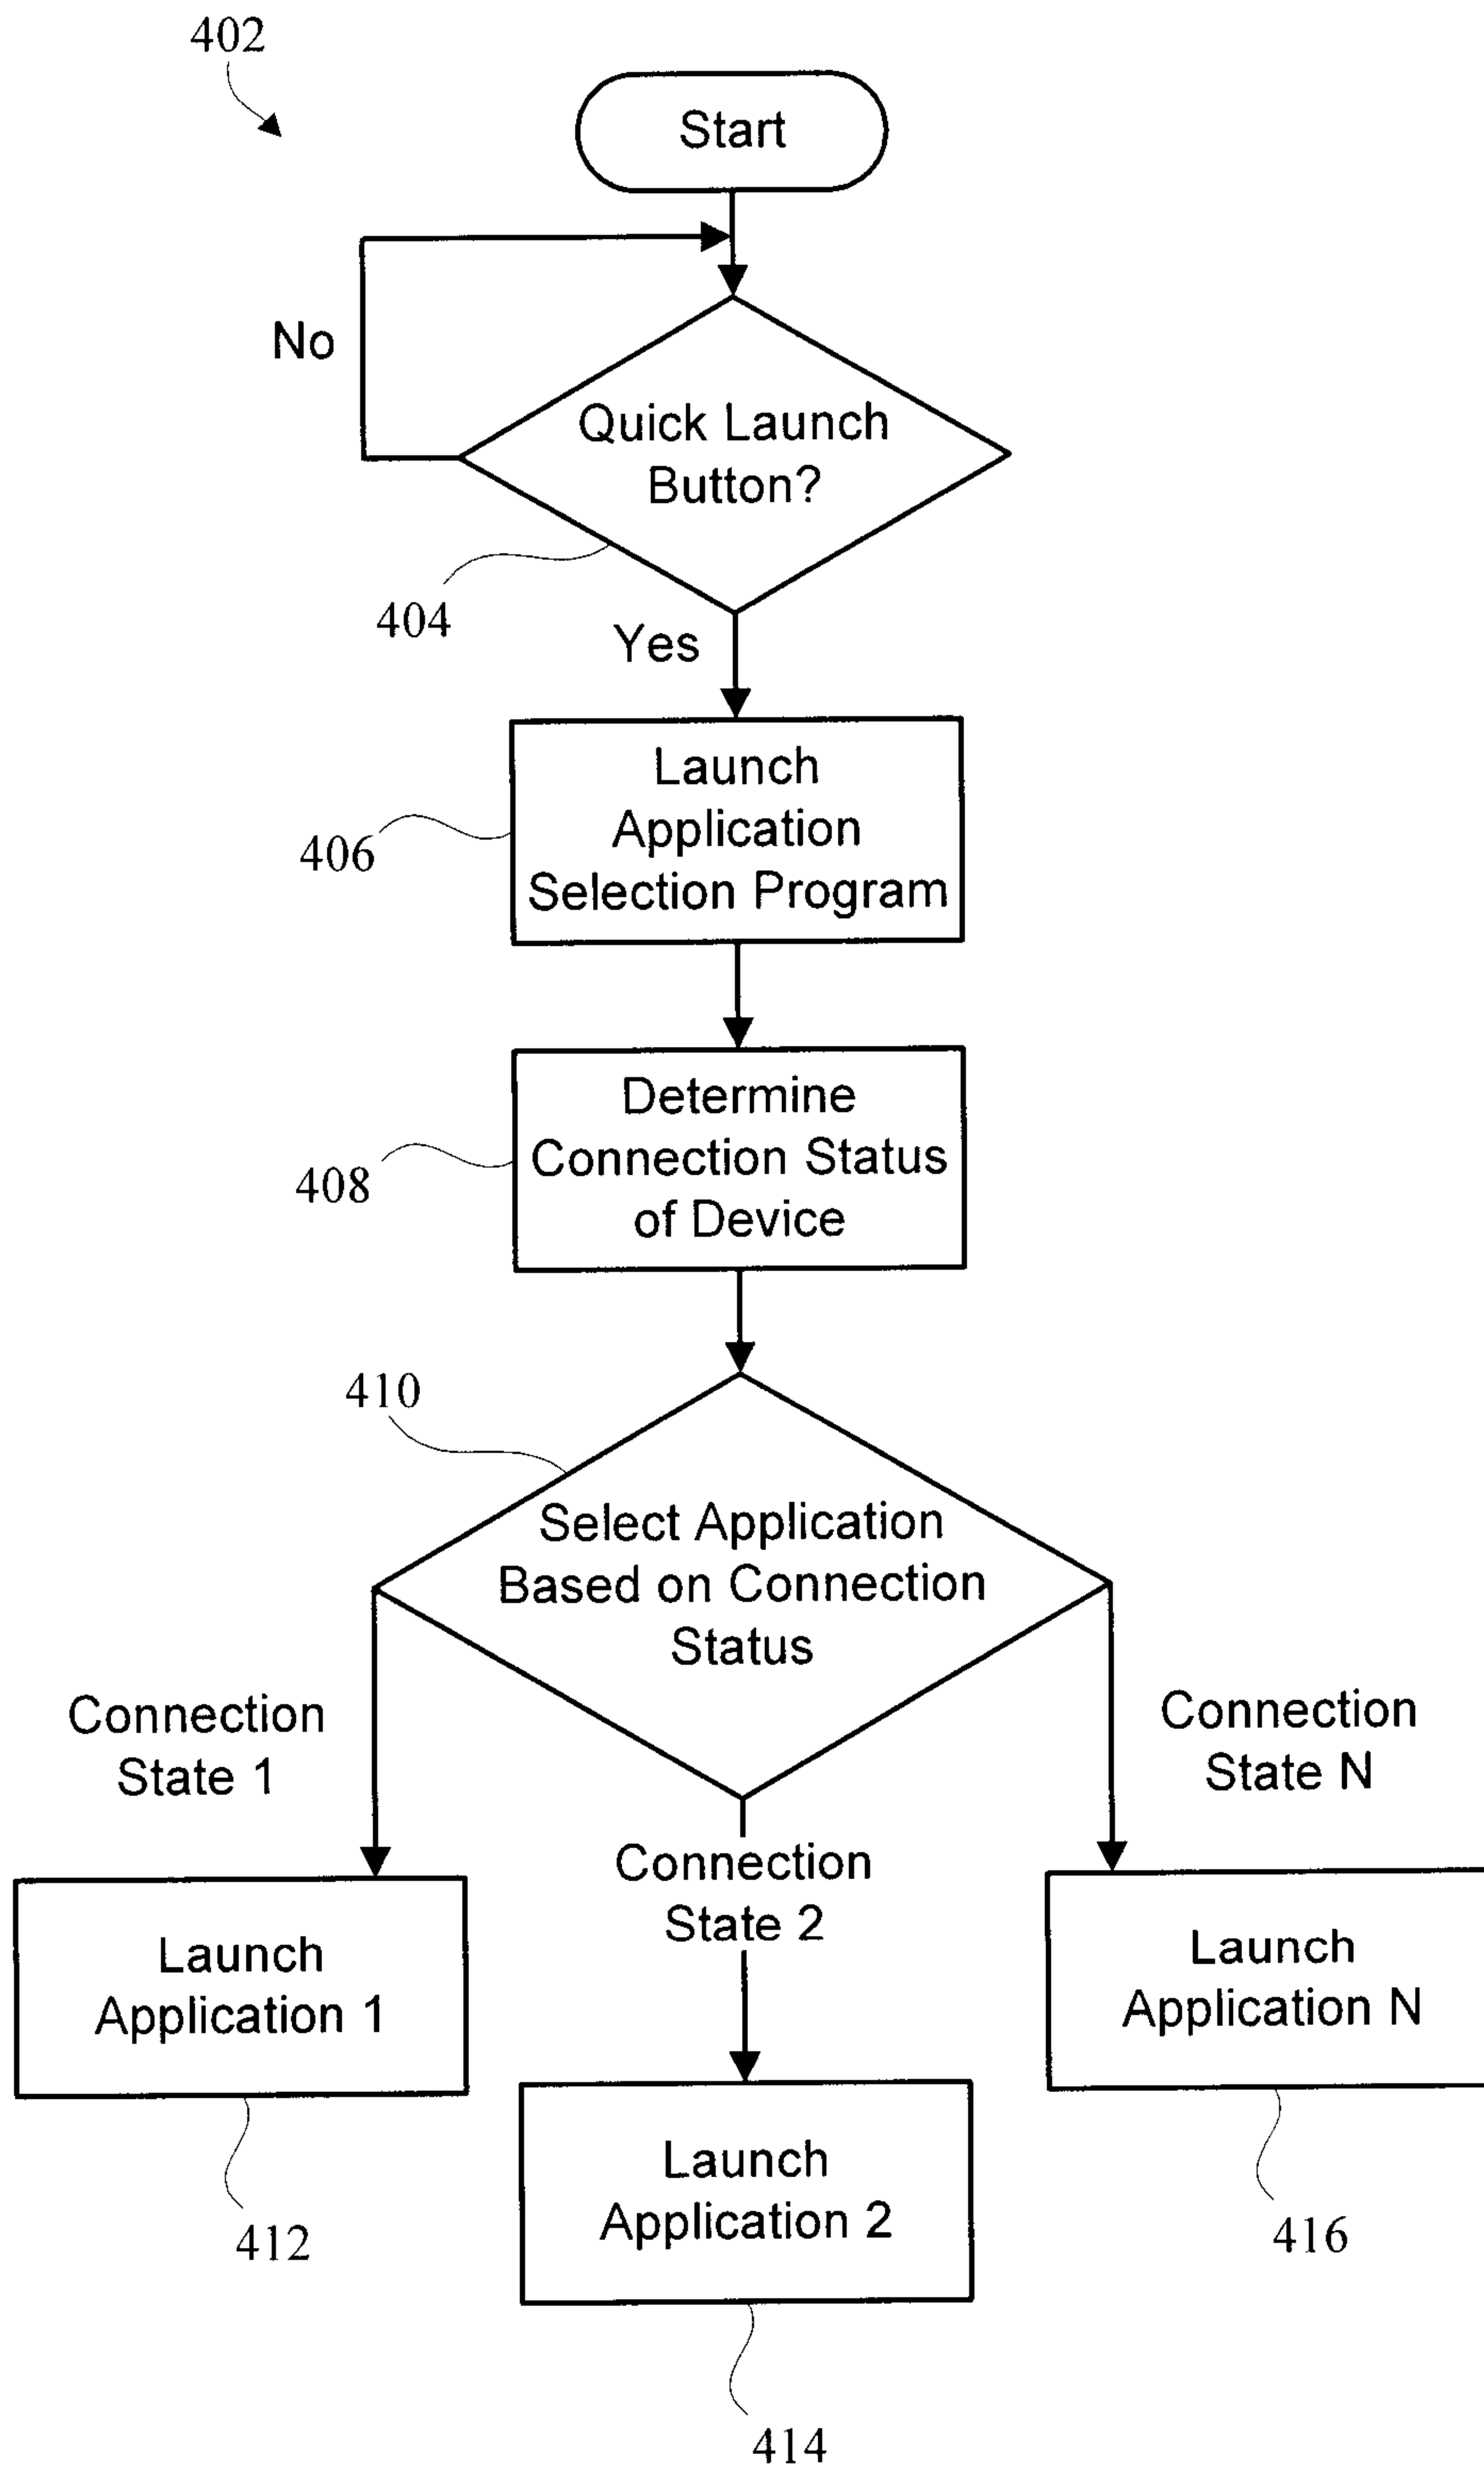 402
Start
No
Quick Launch
Button?
404
Yes
Launch
Application
Selection Program
406
Determine
Connection Status
of Device
408
410
Select Application
Based on Connection
Status
Connection
State 1
Connection
State 2
Connection
State N
Launch
Application 1
412
Launch
Application 2
414
Launch
Application N
416